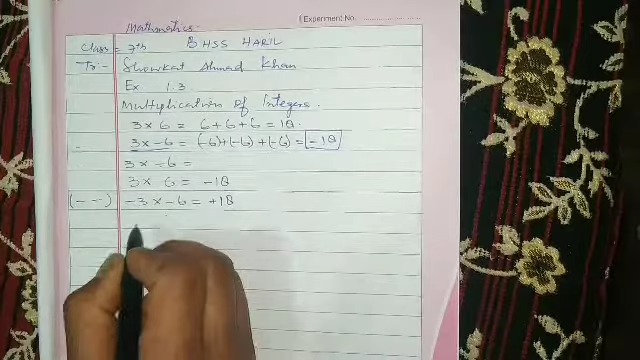 Experiment No.
Mathmatics.
Class = 7th BHSS HARIL
Tr:- Showkat Ahmad Khan
Ex 1.3
Multiplication of Integers.
3 x 6 = 6+6+6 = 18.
3 x -6 = (-6)+(-6)+(-6) = -18
3 x -6 =
3 x 6 = -18
(- -) -3 x -6 = +18